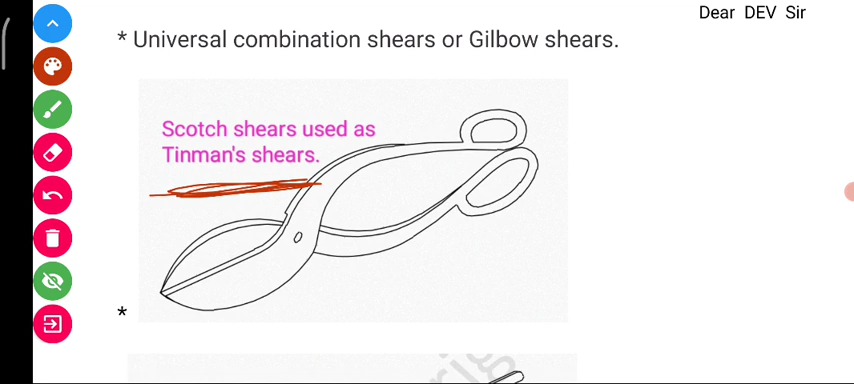 Dear DEV Sir
* Universal combination shears or Gilbow shears.
Scotch shears used as
Tinman's shears.
*